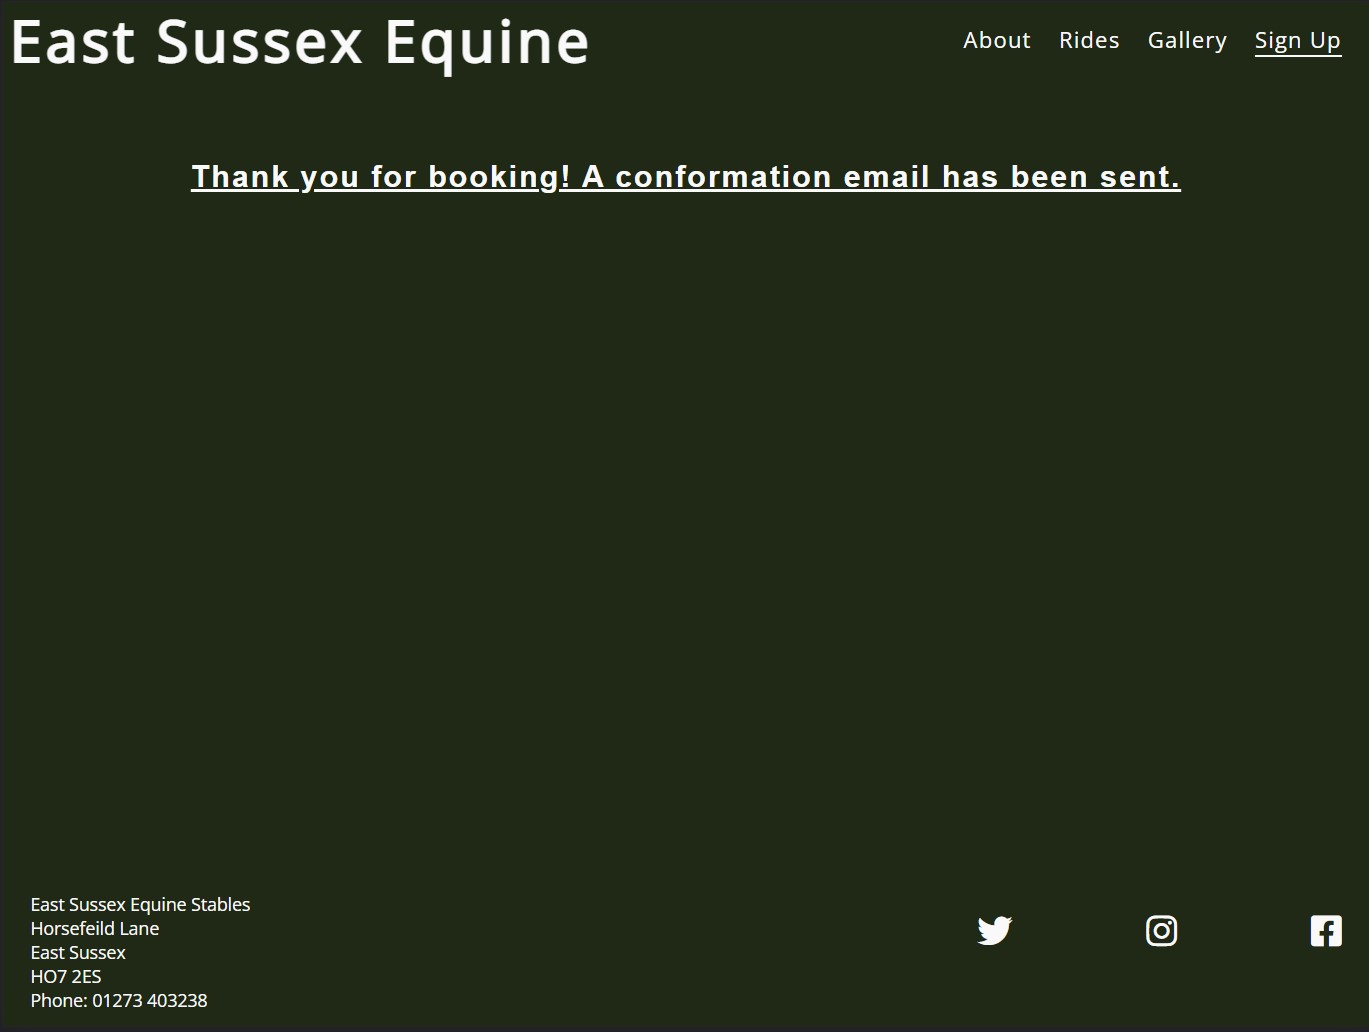 East Sussex Equine
About Rides Gallery Sign Up
Thank you for booking! A conformation email has been sent.
East Sussex Equine Stables
Horsefeild Lane
East Sussex
HO7 2ES
Phone: 01273 403238